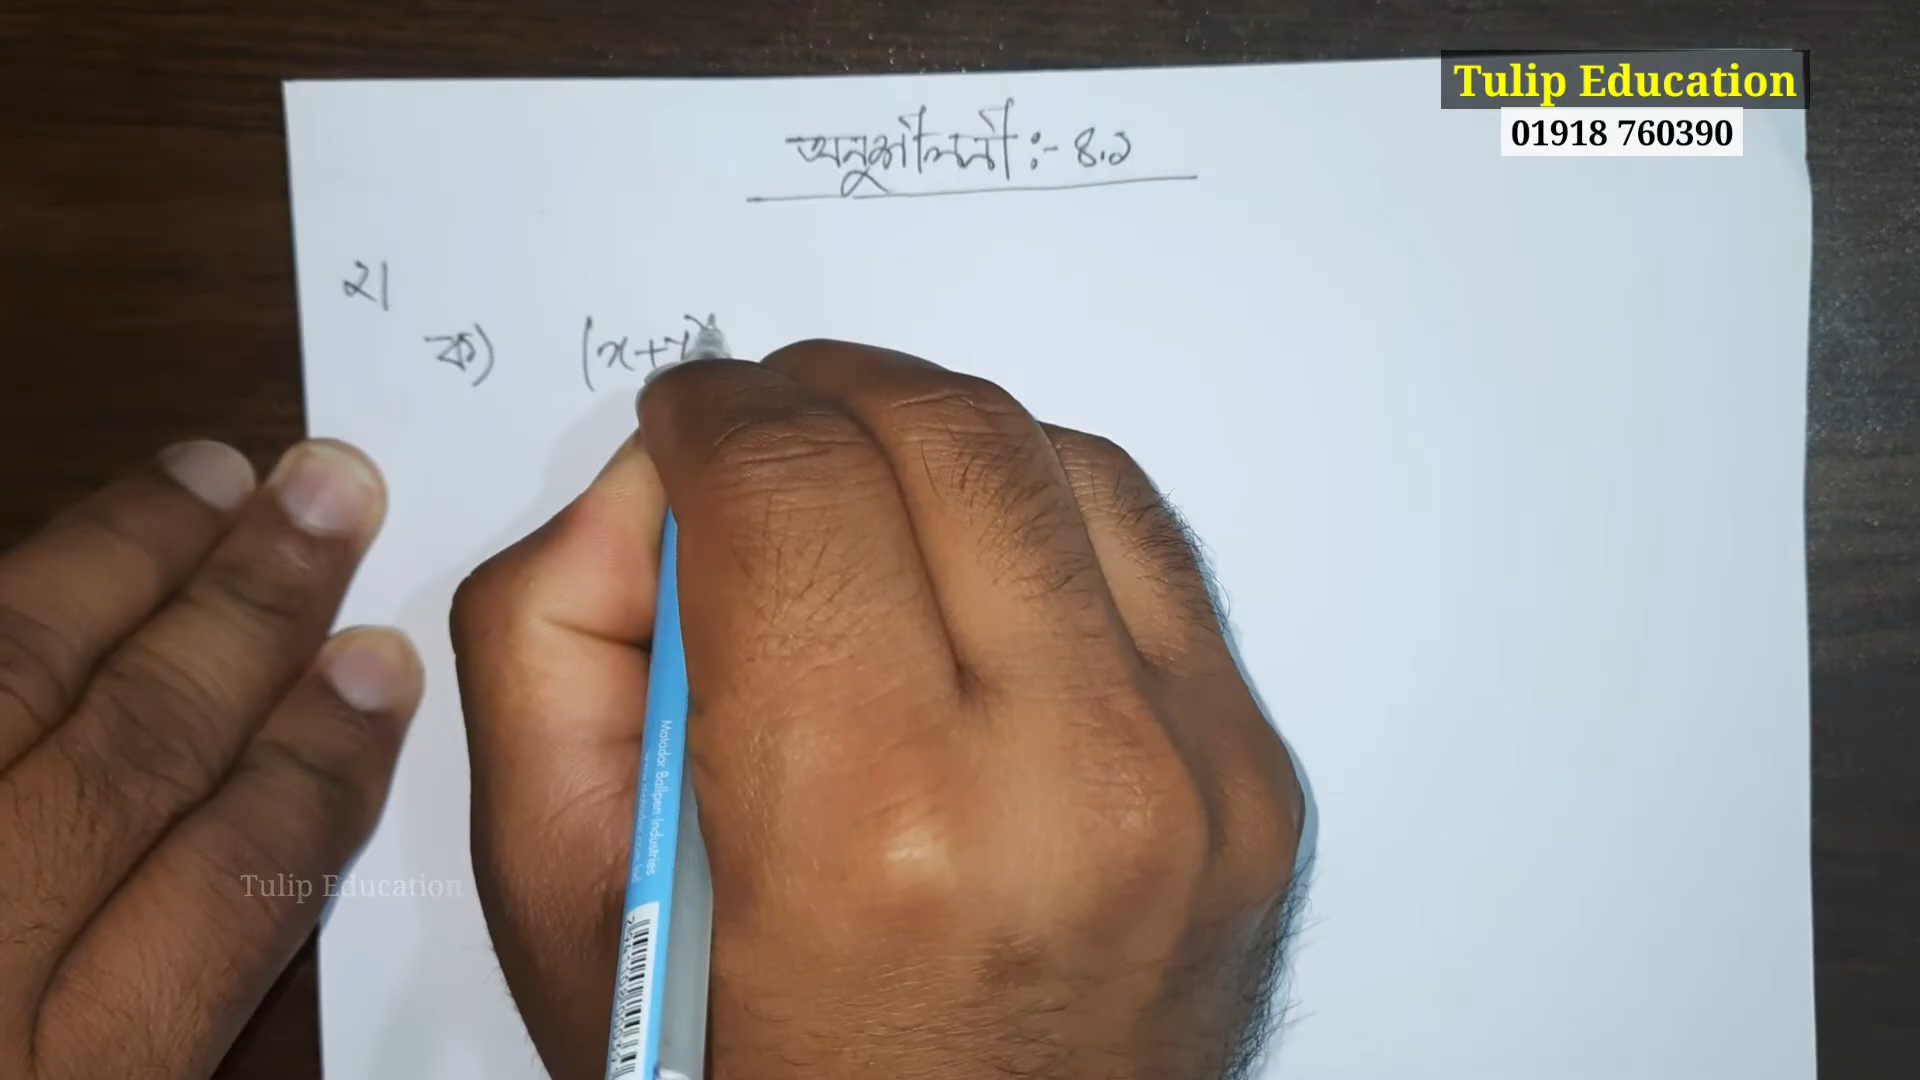 Tulip Education
01918 760390
অনুশীলনী :- ৪.১
২।
ক) (x+y
Matador Ballpen Industries
Tulip Education